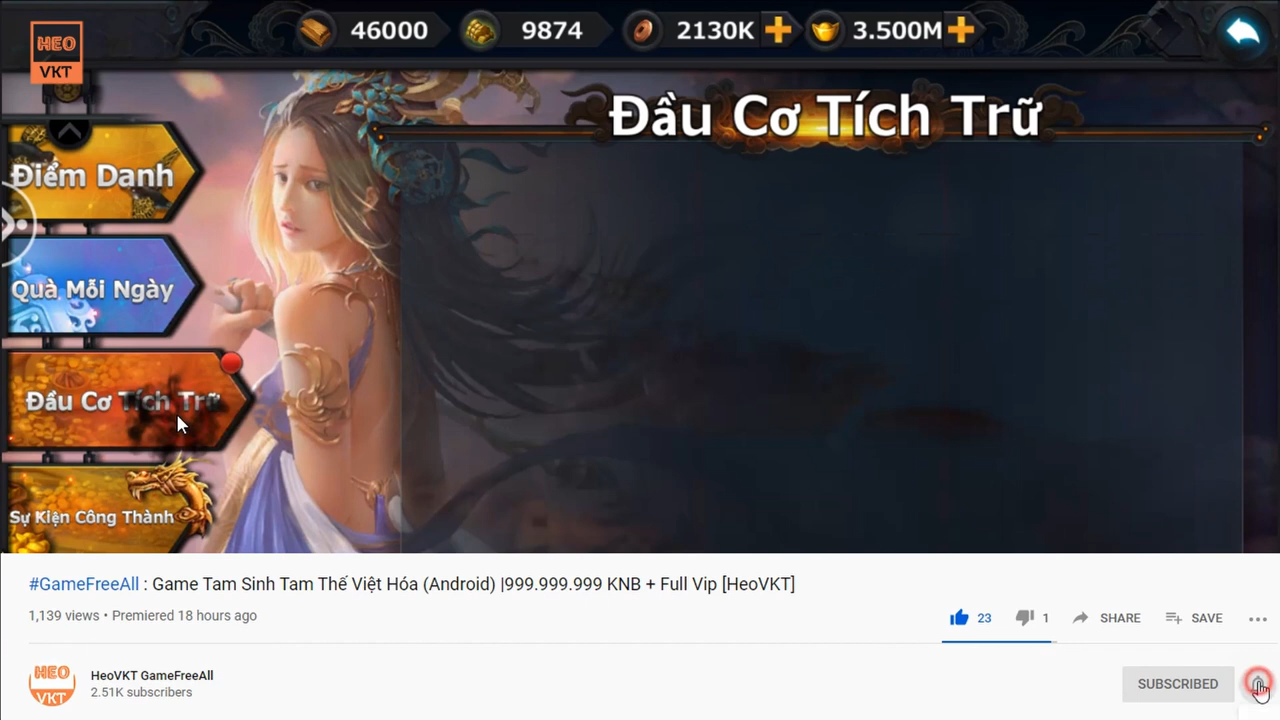 HEO
VKT
46000
9874
2130K
3.500M
Đầu Cơ Tích Trữ
Điểm Danh
Quà Mỗi Ngày
Đầu Cơ Tích Trữ
Sự Kiện Công Thành
#GameFreeAll : Game Tam Sinh Tam Thế Việt Hóa (Android) |999.999.999 KNB + Full Vip [HeoVKT]
1,139 views • Premiered 18 hours ago
23
1
SHARE
SAVE
HEO
VKT
HeoVKT GameFreeAll
2.51K subscribers
SUBSCRIBED